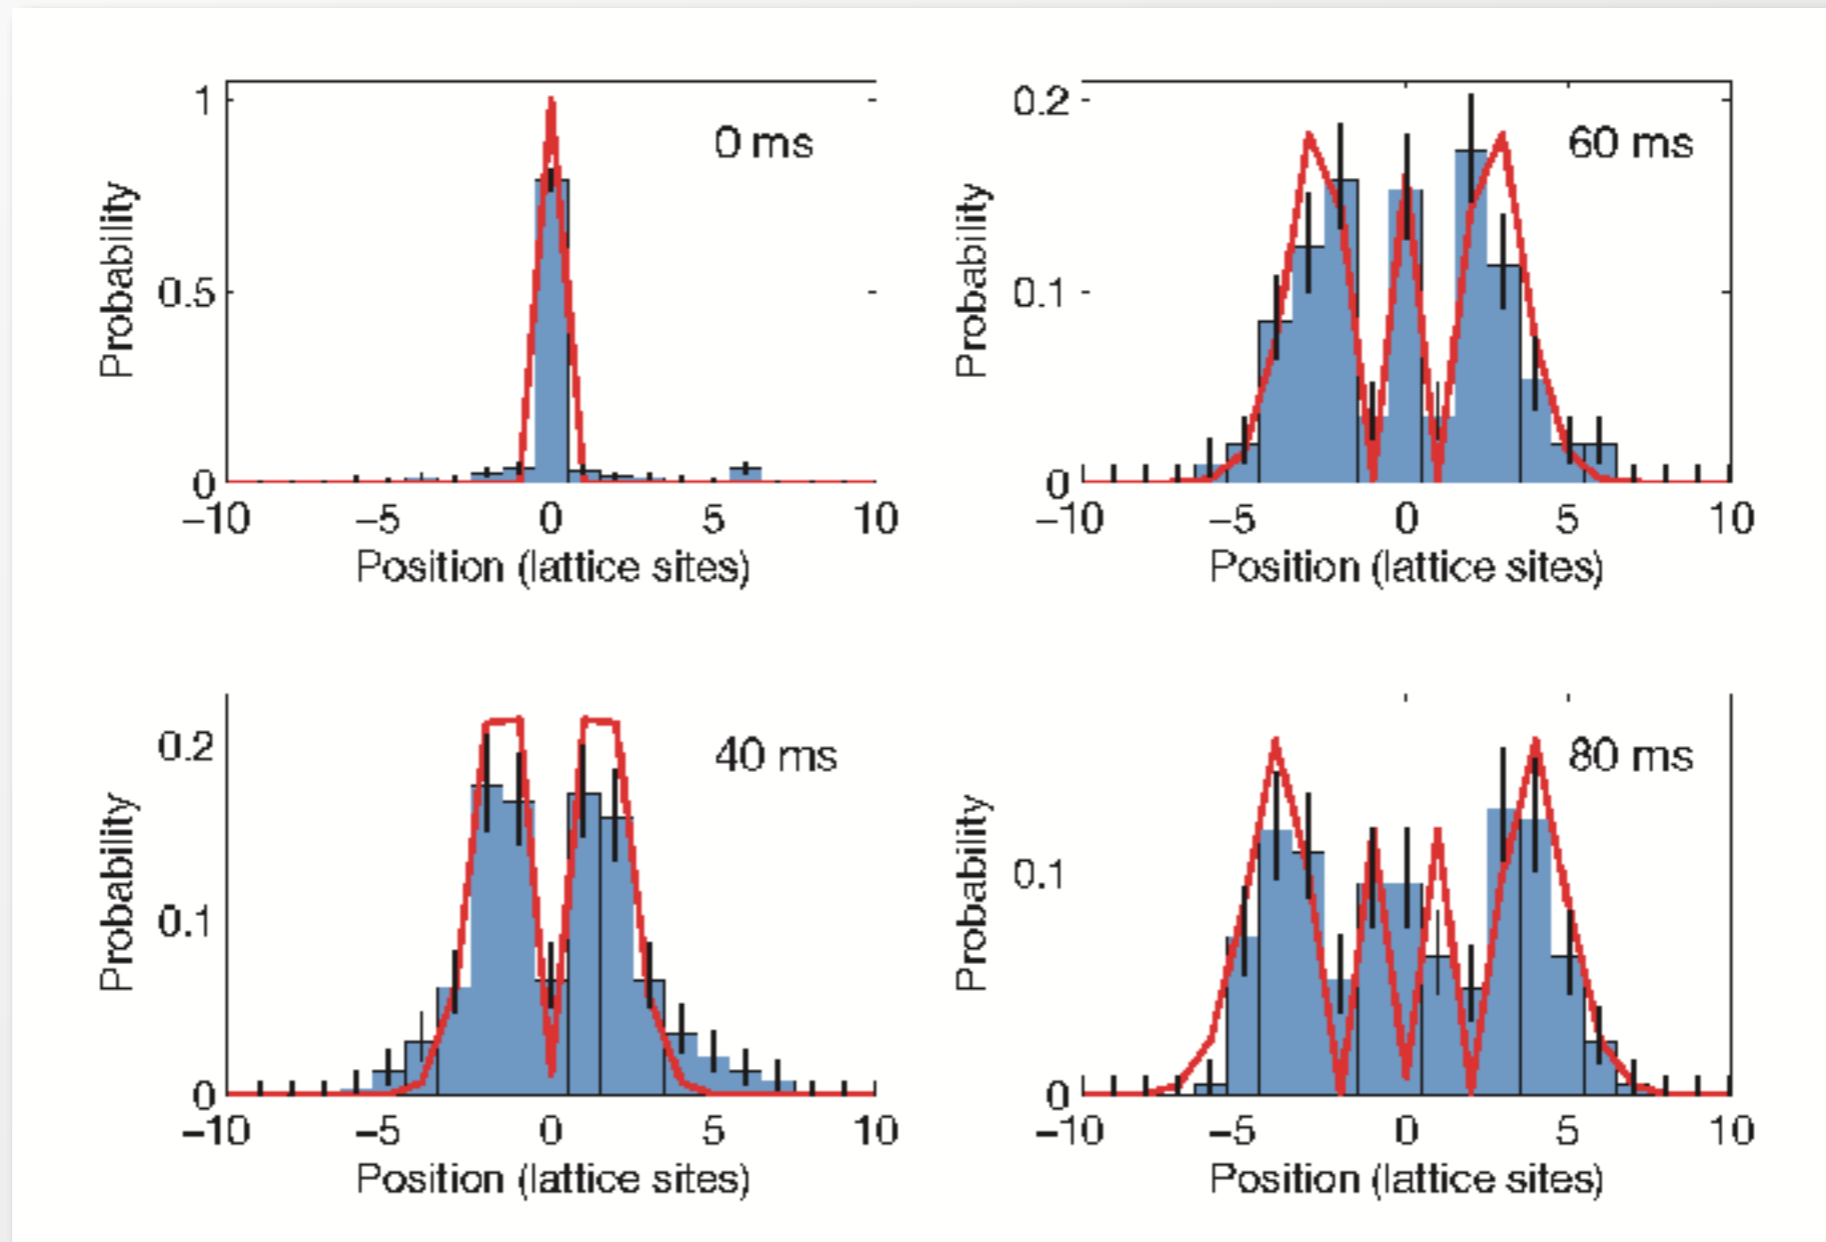 1
0.5
0
Probability
0 ms
−10 −5 0 5 10
Position (lattice sites)
0.2
0.1
0
Probability
60 ms
−10 −5 0 5 10
Position (lattice sites)
0.2
0.1
0
Probability
40 ms
−10 −5 0 5 10
Position (lattice sites)
0.1
0
Probability
80 ms
−10 −5 0 5 10
Position (lattice sites)